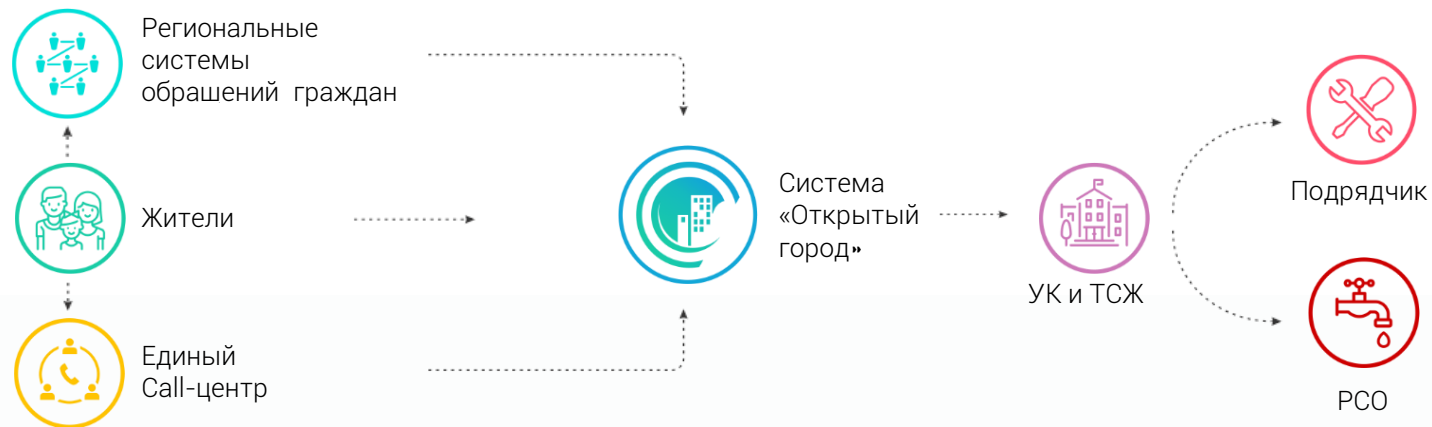 Региональные
системы
обрашений граждан
Жители
Единый
Call-центр
Система
«Открытый
город»
УК и ТСЖ
Подрядчик
РСО